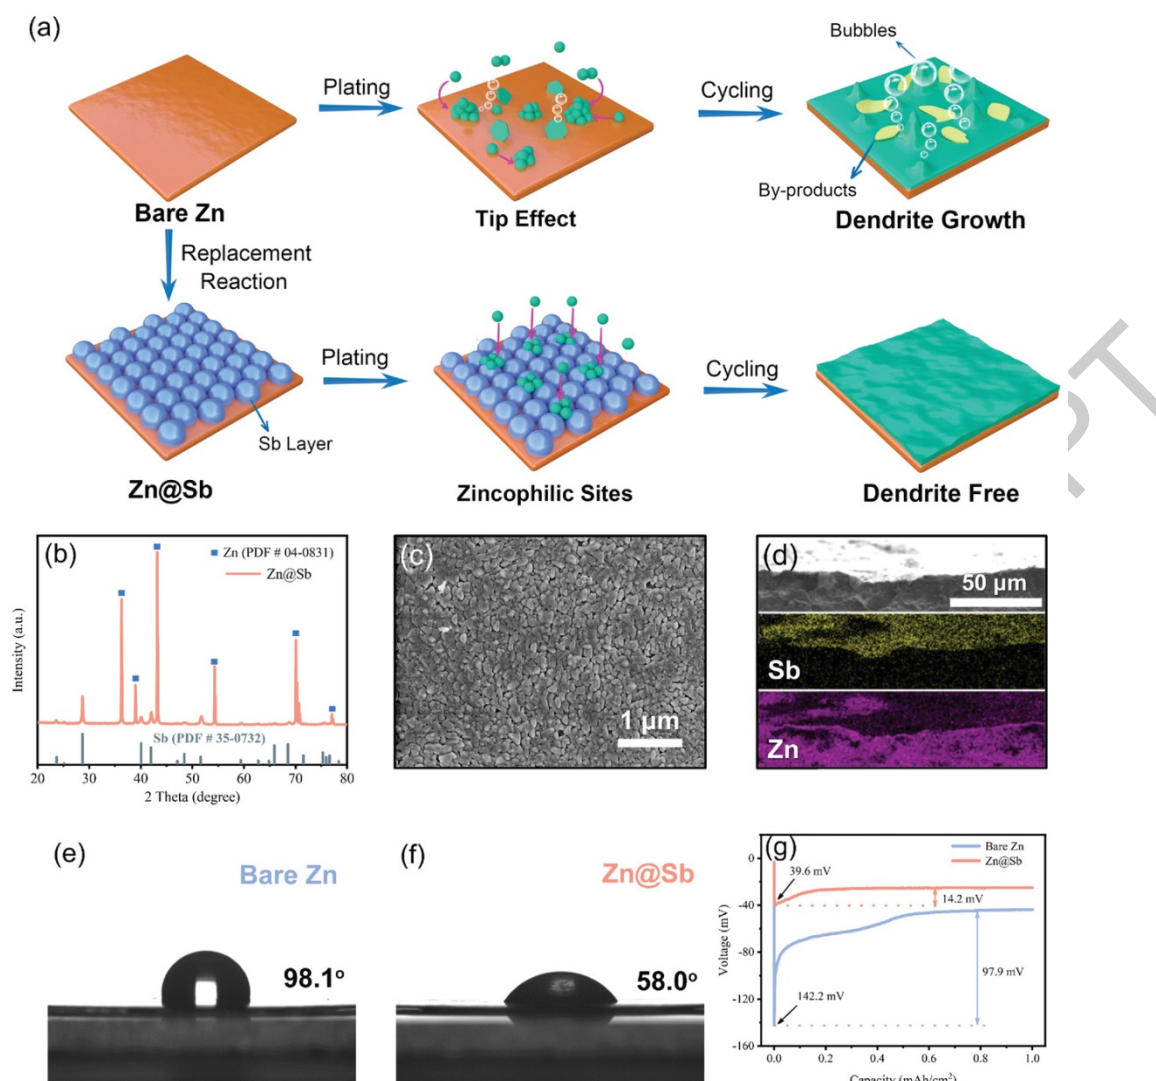 (a)
Bubbles
Plating
Cycling
By-products
Bare Zn
Tip Effect
Dendrite Growth
Replacement
Reaction
Plating
Cycling
Sb Layer
Zn@Sb
Zincophilic Sites
Dendrite Free
PT
(b)
Zn (PDF # 04-0831)
Zn@Sb
Intensity (a.u.)
Sb (PDF # 35-0732)
20 30 40 50 60 70 80
2 Theta (degree)
(c)
1 μm
(d)
50 μm
Sb
Zn
(e)
Bare Zn
98.1°
(f)
Zn@Sb
58.0°
(g)
Bare Zn
Zn@Sb
0
39.6 mV
14.2 mV
-40
Voltage (mV)
-80
97.9 mV
-120
142.2 mV
-160
0.0 0.2 0.4 0.6 0.8 1.0
Capacity (mAh/cm²)